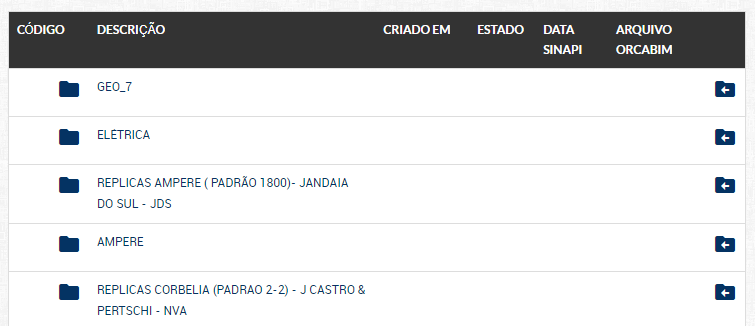 CÓDIGO DESCRIÇÃO CRIADO EM ESTADO DATA SINAPI ARQUIVO ORCABIM
GEO_7
ELÉTRICA
REPLICAS AMPERE ( PADRÃO 1800)- JANDAIA
DO SUL - JDS
AMPERE
REPLICAS CORBELIA (PADRAO 2-2) - J CASTRO &
PERTSCHI - NVA